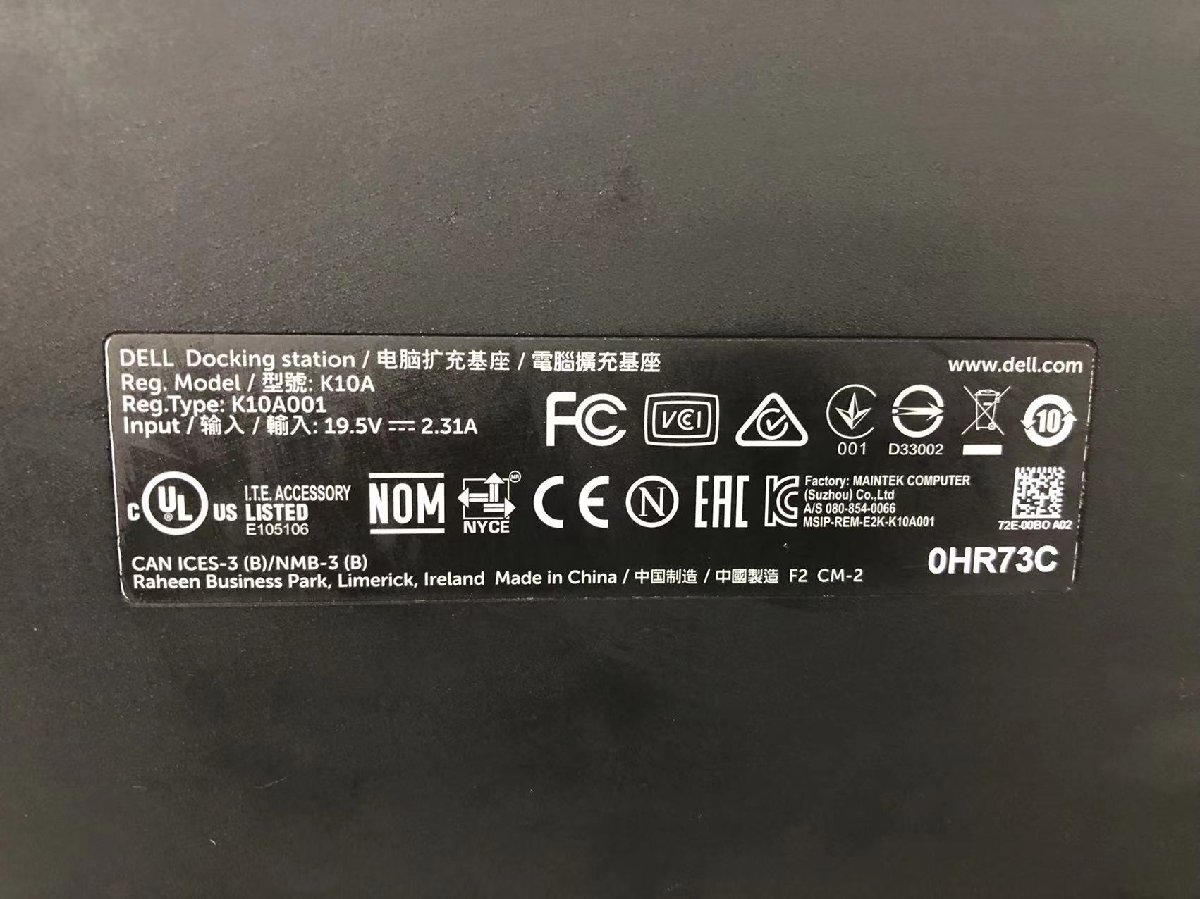 DELL Docking station / 电脑扩充基座 / 電腦擴充基座
www.dell.com
Reg. Model / 型號: K10A
Reg.Type: K10A001
Input / 输入 / 輸入: 19.5V ⎓ 2.31A
FC VCI 001 D33002 10
c UL US I.T.E. ACCESSORY
LISTED
E105106
NOM
NYCE
CE N EAC
Factory: MAINTEK COMPUTER
(Suzhou) Co.,Ltd
A/S 080-854-0066
MSIP-REM-E2K-K10A001
72E-00BO A02
CAN ICES-3 (B)/NMB-3 (B)
Raheen Business Park, Limerick, Ireland Made in China / 中国制造 / 中國製造 F2 CM-2
0HR73C